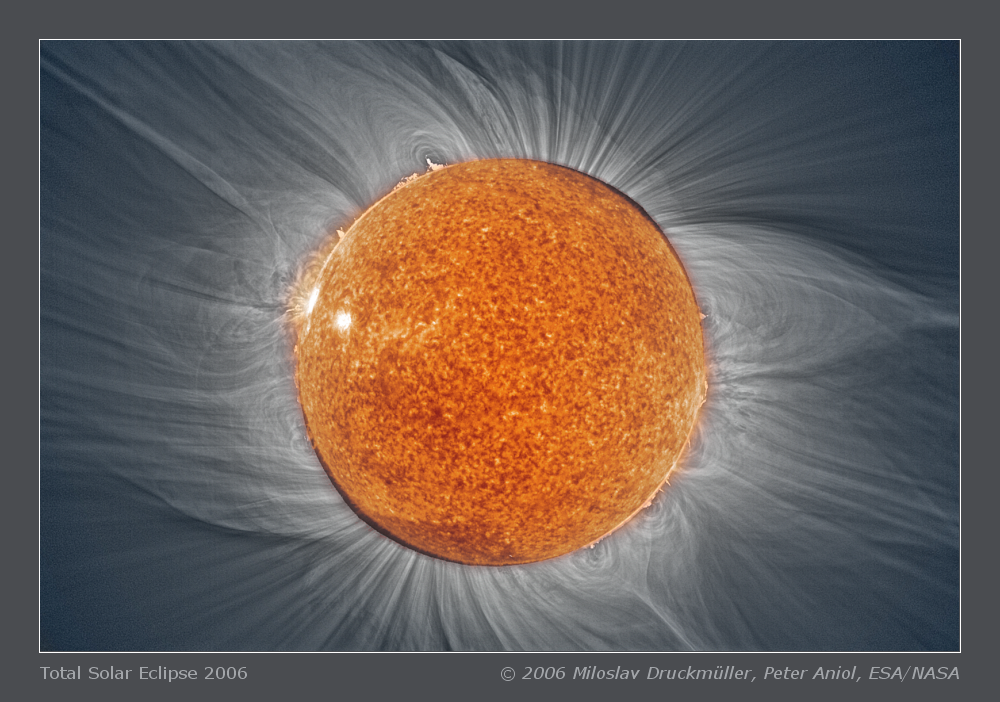 Total Solar Eclipse 2006
© 2006 Miloslav Druckmüller, Peter Aniol, ESA/NASA